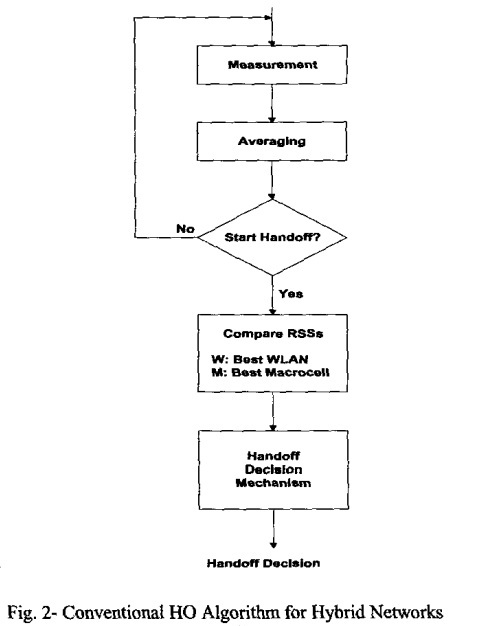 Measurement
Averaging
Start Handoff?
No
Yes
Compare RSSs
W: Best WLAN
M: Best Macrocell
Handoff
Decision
Mechanism
Handoff Decision
Fig. 2- Conventional HO Algorithm for Hybrid Networks